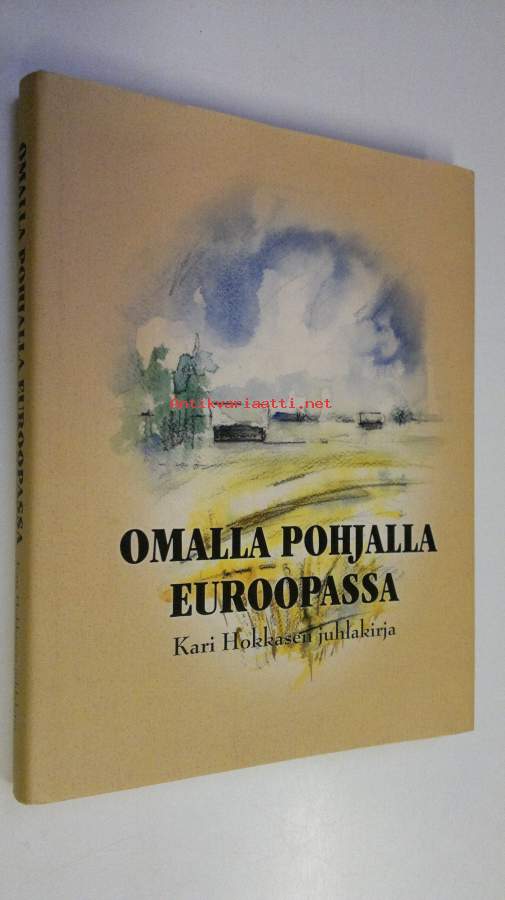 OMALLA POHJALLA EUROOPASSA
antikvariaatti.net
OMALLA POHJALLA
EUROOPASSA
Kari Hokkasen juhlakirja